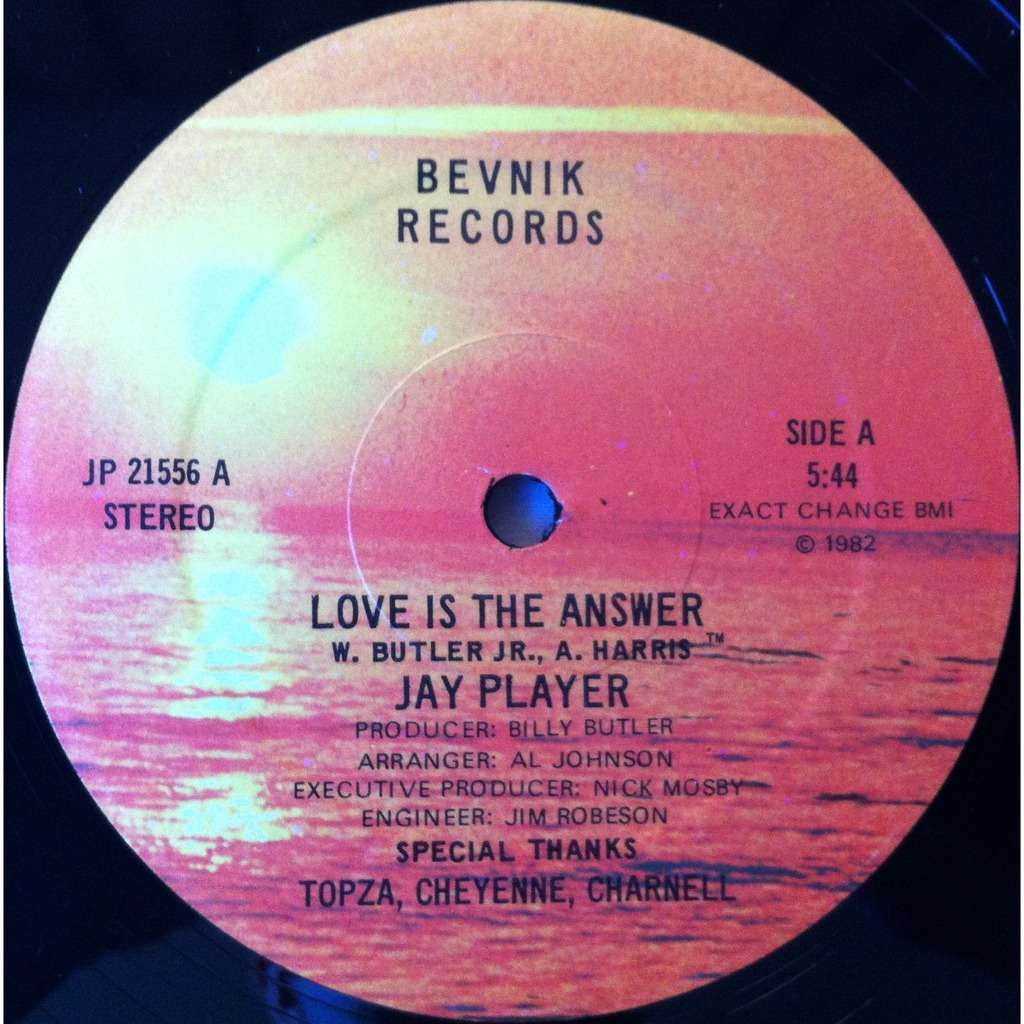 BEVNIK
RECORDS
JP 21556 A
STEREO
SIDE A
5:44
EXACT CHANGE BMI
© 1982
LOVE IS THE ANSWER
W. BUTLER JR., A. HARRIS ™
JAY PLAYER
PRODUCER: BILLY BUTLER
ARRANGER: AL JOHNSON
EXECUTIVE PRODUCER: NICK MOSBY
ENGINEER: JIM ROBESON
SPECIAL THANKS
TOPZA, CHEYENNE, CHARNELL